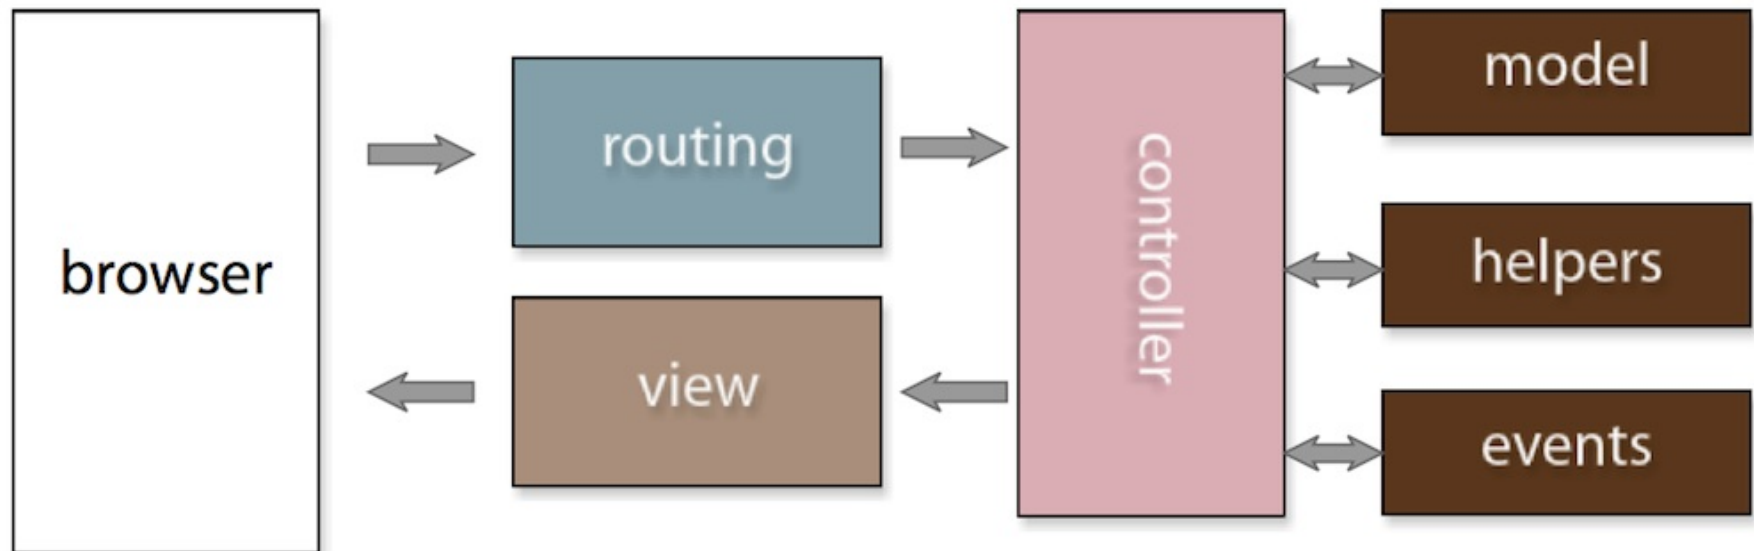 browser
routing
view
controller
model
helpers
events